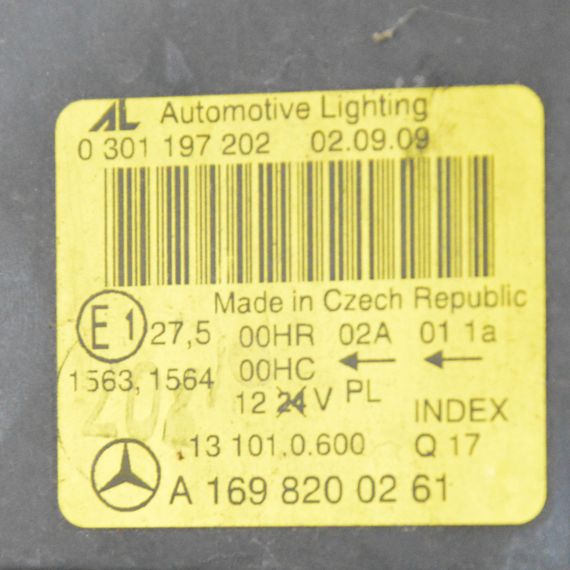 AL Automotive Lighting
0 301 197 202 02.09.09
Made in Czech Republic
E1 27,5 00HR 02A 01 1a
1563, 1564 00HC ← ←
12 24 V PL
INDEX
13 101.0.600 Q 17
A 169 820 02 61